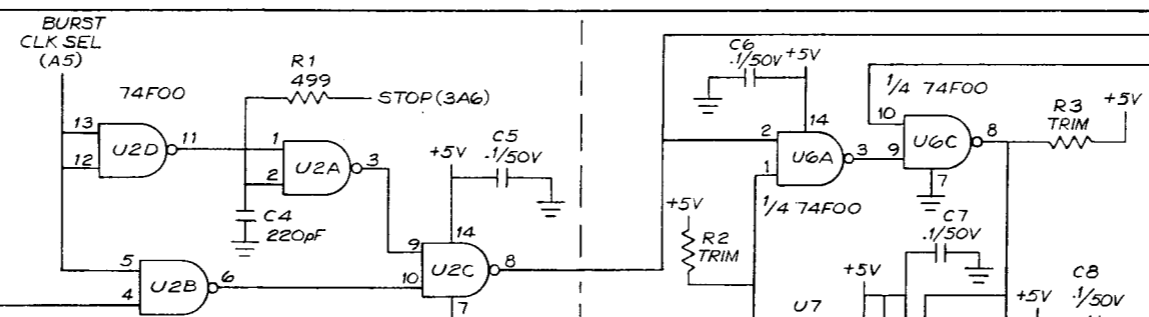 BURST
CLK SEL
(A5)
R1
499
STOP (3A6)
74F00
13
12
U2D
11
1
2
U2A
3
C4
220pF
5
4
U2B
6
+5V
C5
.1/50V
14
9
10
U2C
8
7
C6
.1/50V
+5V
14
2
1
U6A
3
1/4 74F00
1/4 74F00
10
9
U6C
8
7
R3
TRIM
+5V
+5V
R2
TRIM
C7
.1/50V
U7
+5V
+5V
C8
.1/50V